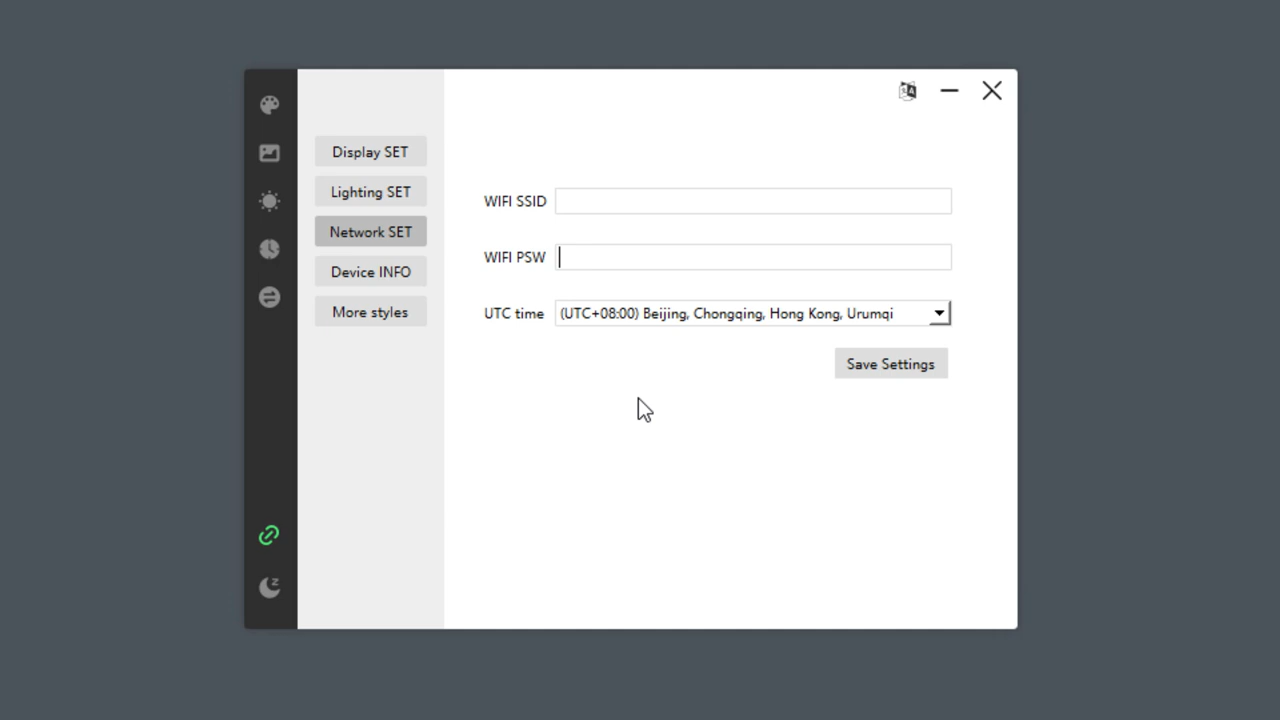 Display SET
Lighting SET
Network SET
Device INFO
More styles
WIFI SSID
WIFI PSW
UTC time (UTC+08:00) Beijing, Chongqing, Hong Kong, Urumqi
Save Settings